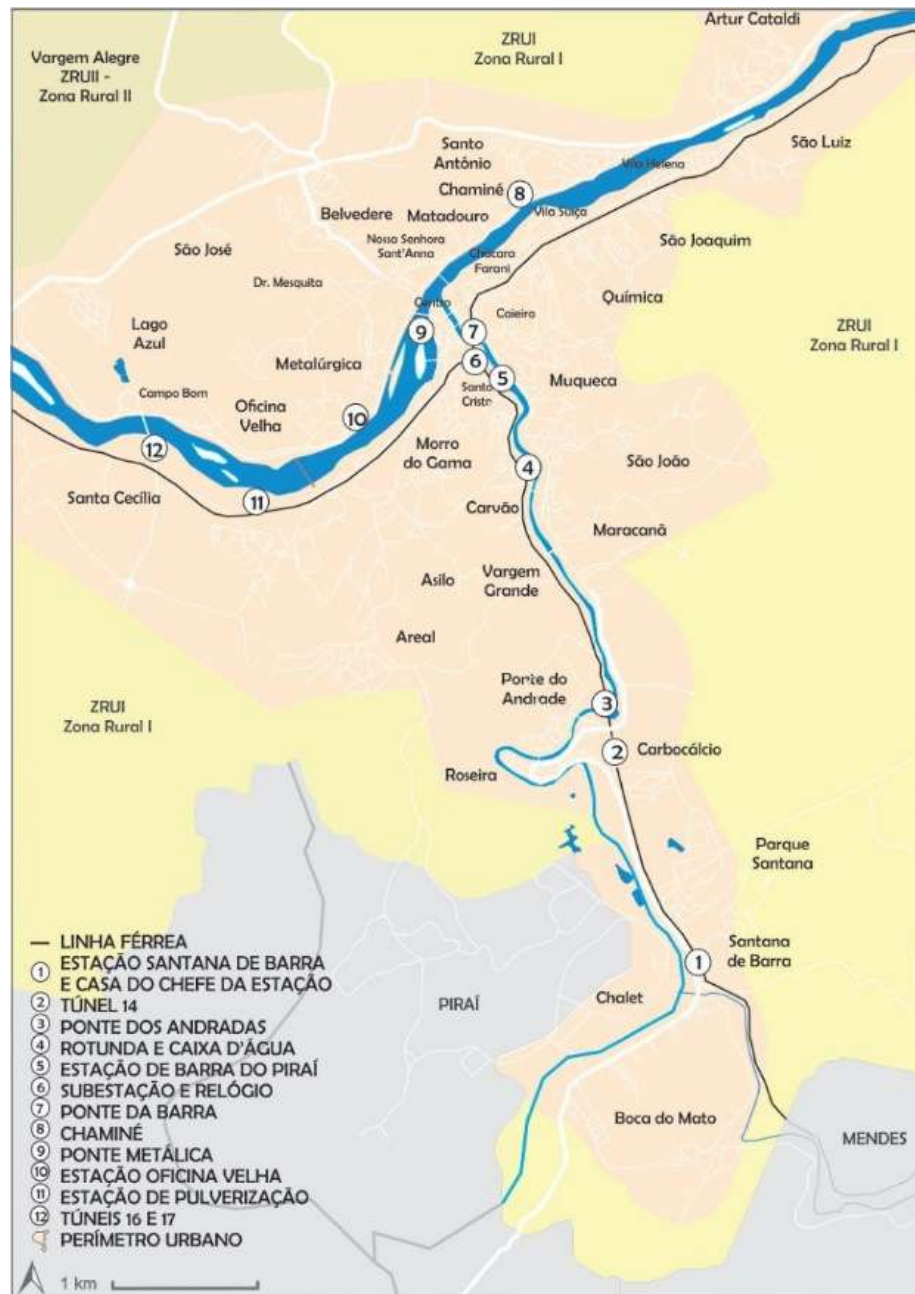 Artur Cataldi
ZRUI
Zona Rural I
Vargem Alegre
ZRUII -
Zona Rural II
Santo
Antônio
São Luiz
Vila Helena
Chaminé
8
Vila Suíça
Belvedere
Matadouro
Nossa Senhora
Sant'Anna
São Joaquim
São José
Chácara
Farani
Dr. Mesquita
Química
Centro
Caieiro
Lago
Azul
9
7
ZRUI
Zona Rural I
Metalúrgica
6
5
Muqueca
Santo
Cristo
Campo Bom
Oficina
Velha
10
12
Morro
do Gama
4
São João
Santa Cecília
11
Carvão
Maracanã
Asilo
Vargem
Grande
Areal
Ponte do
Andrade
3
ZRUI
Zona Rural I
2
Carbocálcio
Roseira
Parque
Santana
Santana
de Barra
1
Chalet
PIRAÍ
Boca do Mato
MENDES
LINHA FÉRREA
1 ESTAÇÃO SANTANA DE BARRA
E CASA DO CHEFE DA ESTAÇÃO
2 TÚNEL 14
3 PONTE DOS ANDRADAS
4 ROTUNDA E CAIXA D'ÁGUA
5 ESTAÇÃO DE BARRA DO PIRAÍ
6 SUBESTAÇÃO E RELÓGIO
7 PONTE DA BARRA
8 CHAMINÉ
9 PONTE METÁLICA
10 ESTAÇÃO OFICINA VELHA
11 ESTAÇÃO DE PULVERIZAÇÃO
12 TÚNEIS 16 E 17
PERÍMETRO URBANO
1 km